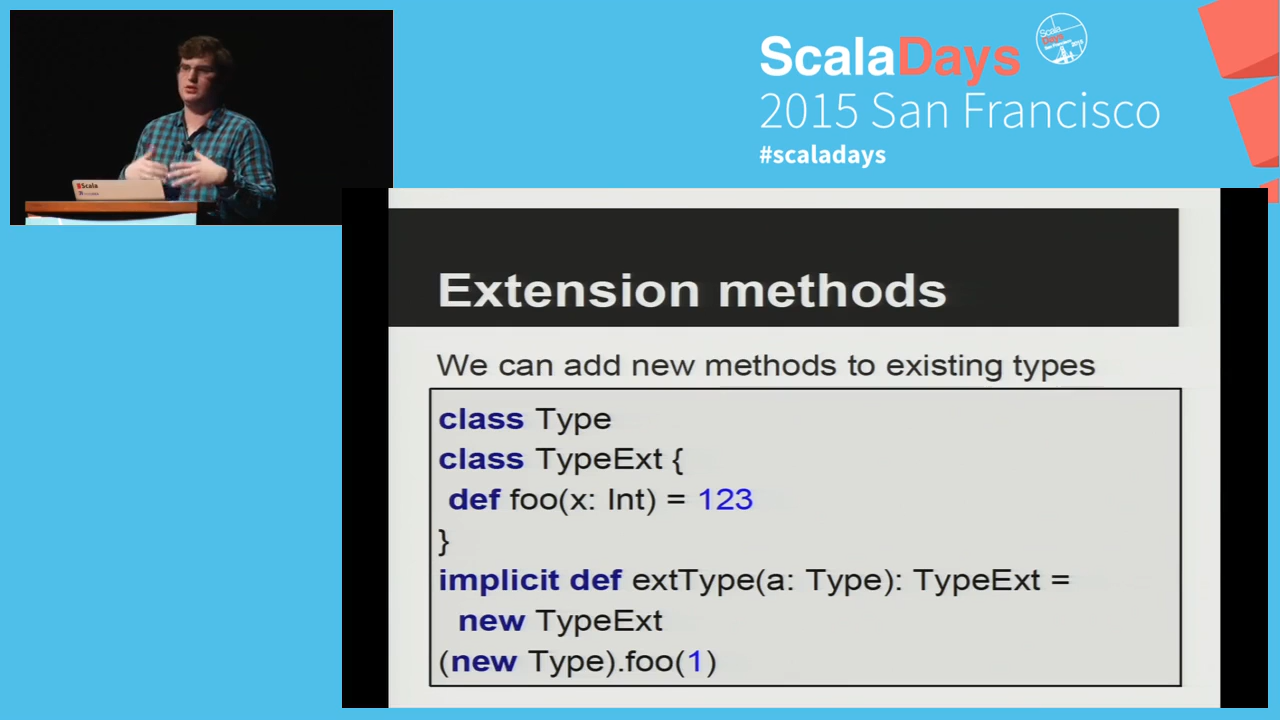 ScalaDays
2015 San Francisco
#scaladays
Scala
Extension methods
We can add new methods to existing types
class Type
class TypeExt {
def foo(x: Int) = 123
}
implicit def extType(a: Type): TypeExt =
new TypeExt
(new Type).foo(1)